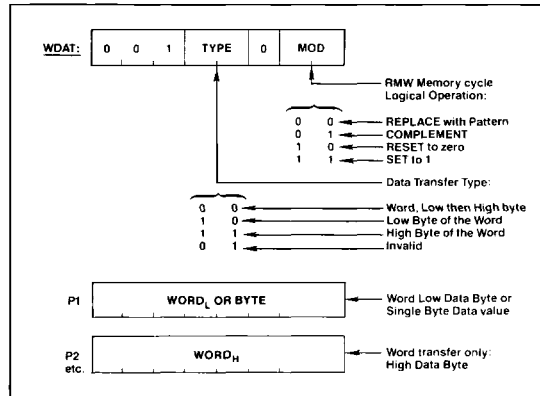 WDAT: 0 0 1 TYPE 0 MOD
RMW Memory cycle
Logical Operation:
0 0 REPLACE with Pattern
0 1 COMPLEMENT
1 0 RESET to zero
1 1 SET to 1
Data Transfer Type:
0 0 Word, Low then High byte
1 0 Low Byte of the Word
1 1 High Byte of the Word
0 1 Invalid
P1 WORDL OR BYTE Word Low Data Byte or
Single Byte Data value
P2 WORDH Word transfer only:
etc. High Data Byte